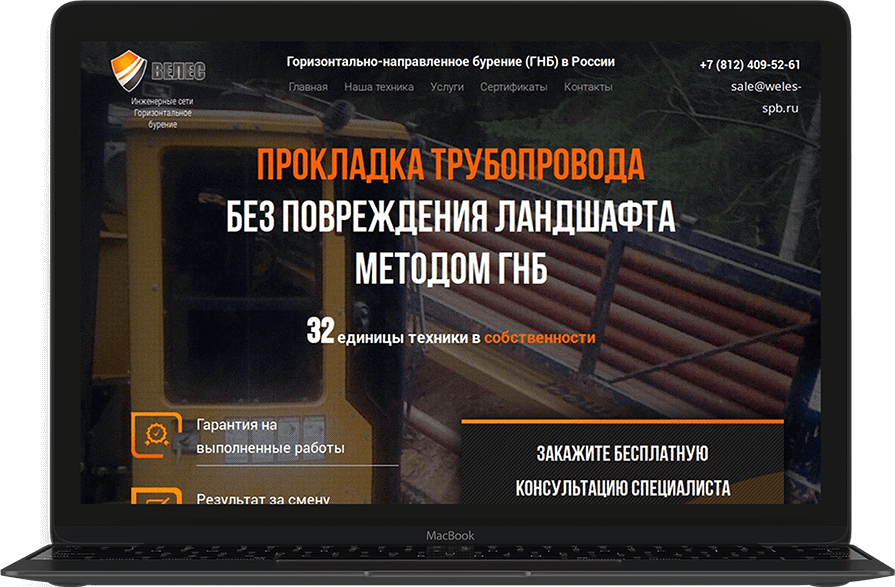 ВЕЛЕС
Инженерные сети
Горизонтальное
бурение
Горизонтально-направленное бурение (ГНБ) в России
Главная Наша техника Услуги Сертификаты Контакты
+7 (812) 409-52-61
sale@weles-
spb.ru
ПРОКЛАДКА ТРУБОПРОВОДА
БЕЗ ПОВРЕЖДЕНИЯ ЛАНДШАФТА
МЕТОДОМ ГНБ
32 единицы техники в собственности
Гарантия на
выполненные работы
Результат за смену
ЗАКАЖИТЕ БЕСПЛАТНУЮ
КОНСУЛЬТАЦИЮ СПЕЦИАЛИСТА
MacBook